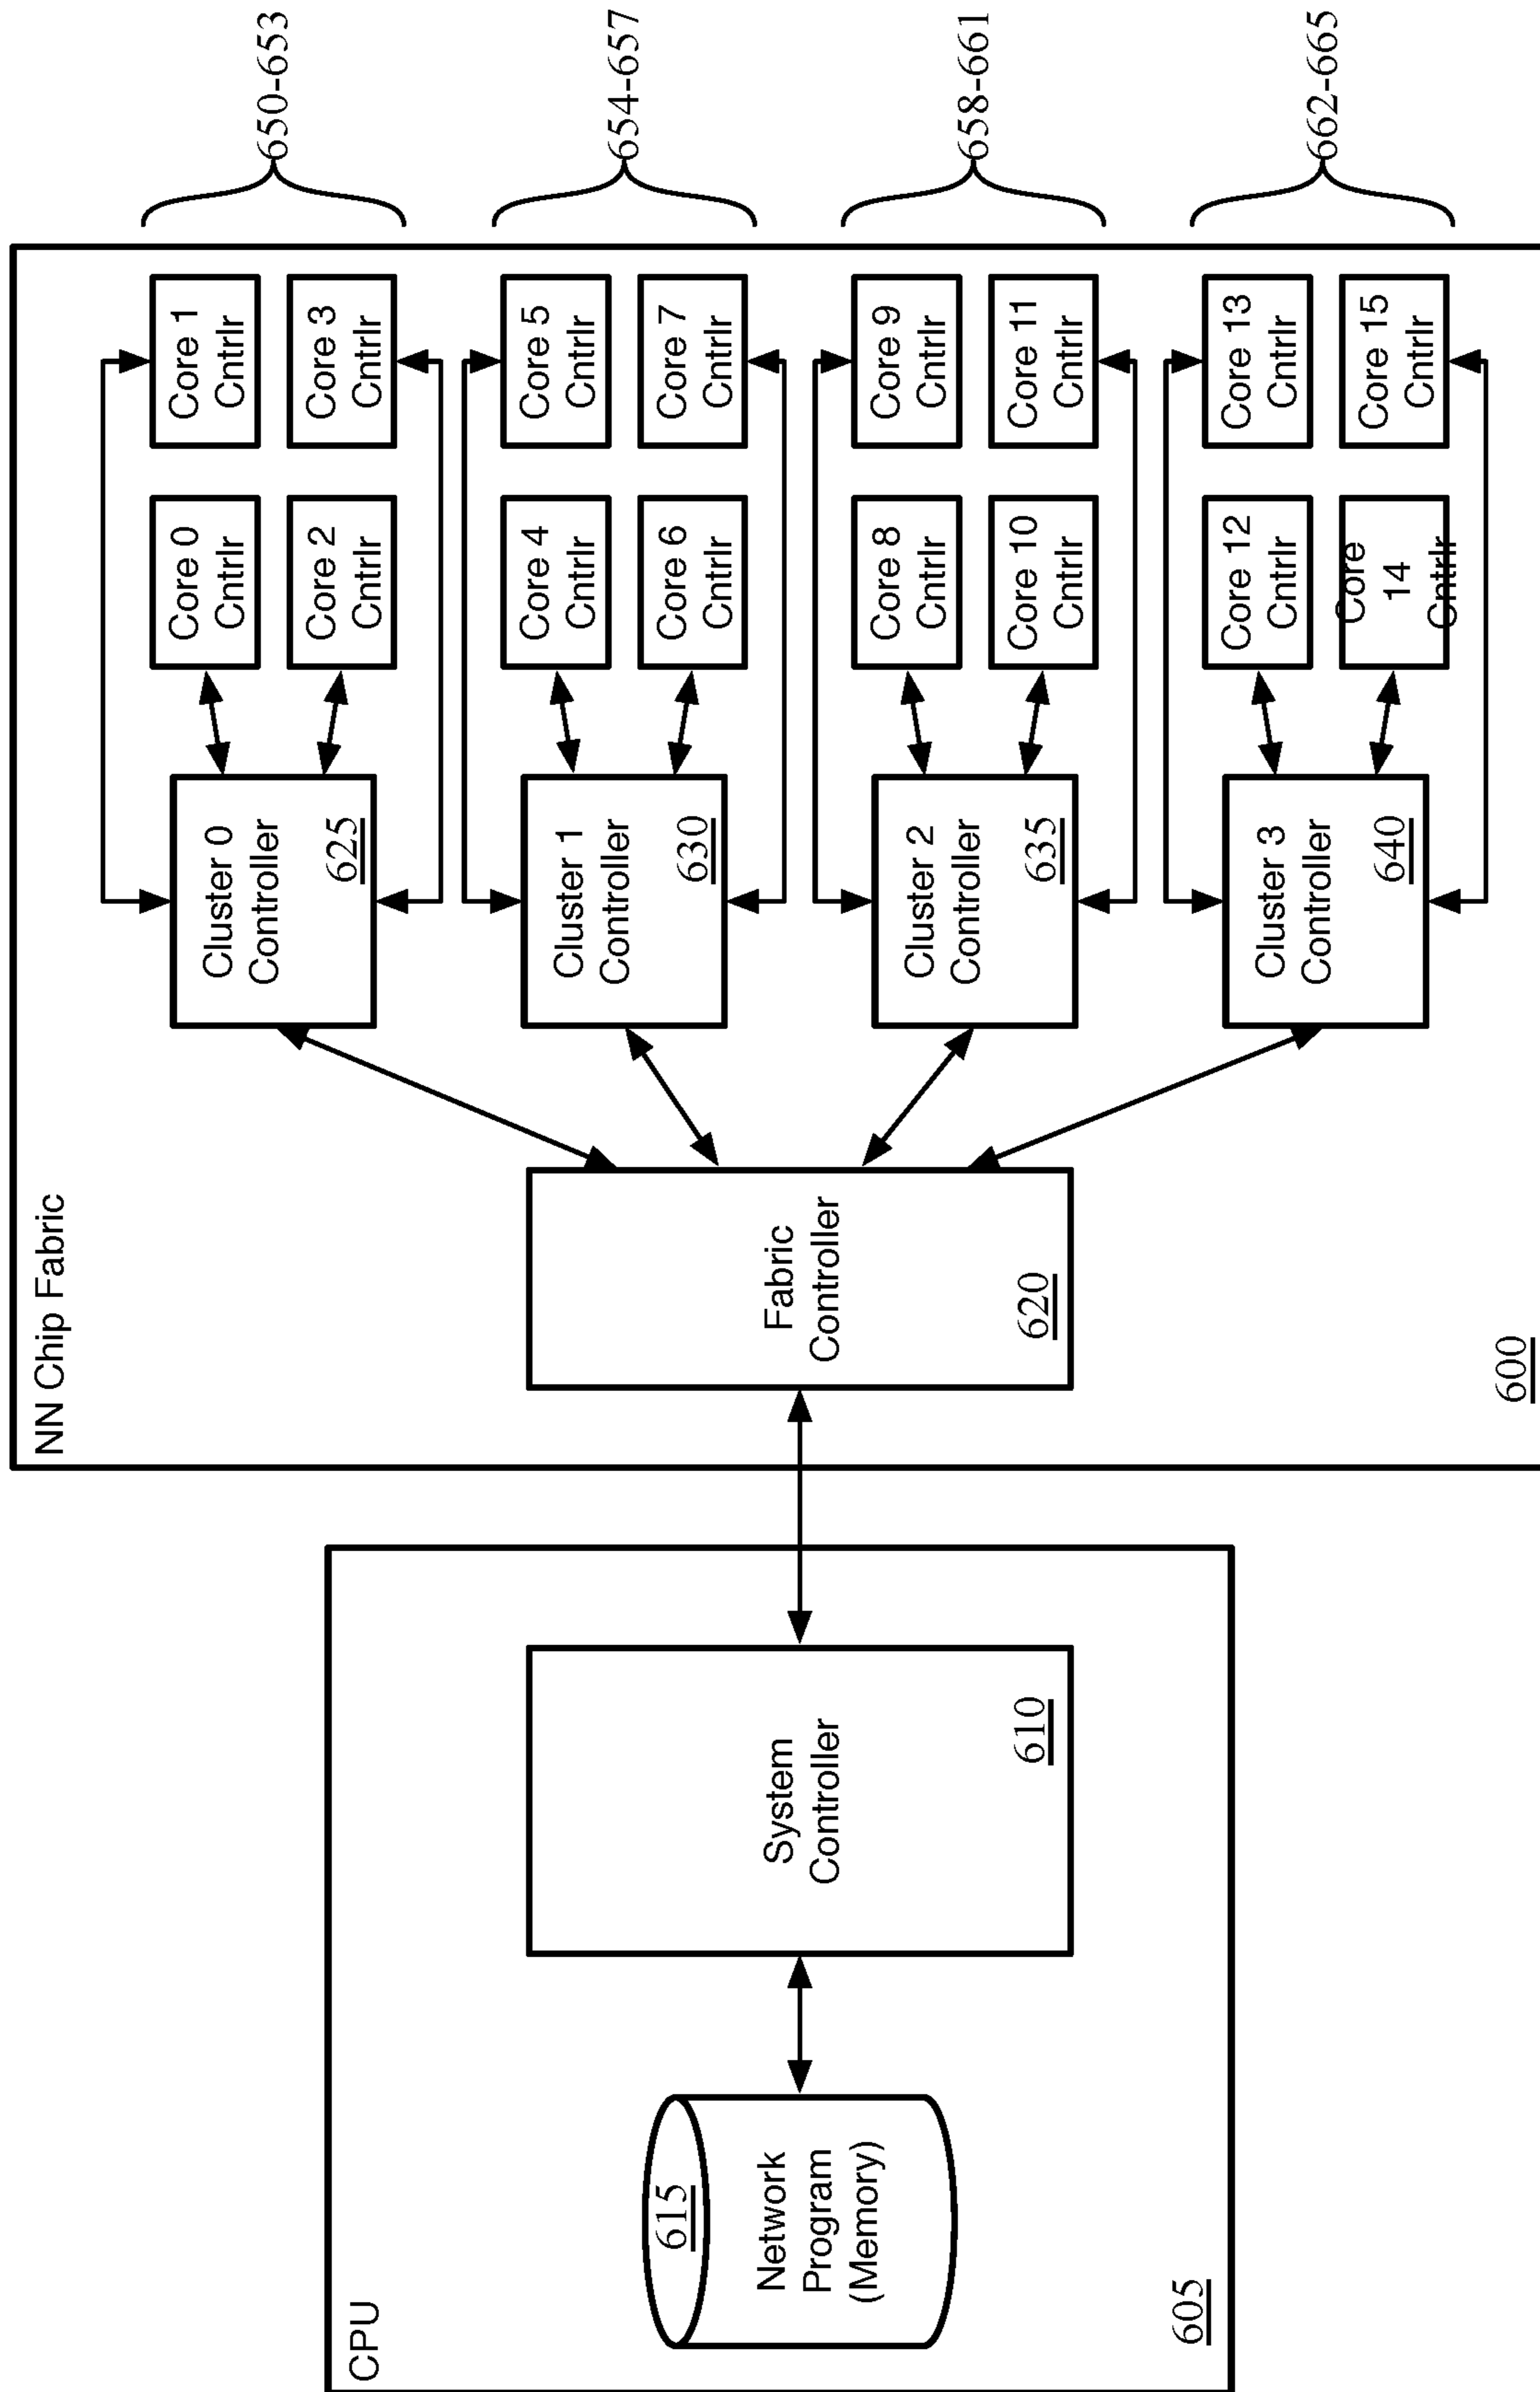 CPU
615
Network
Program
(Memory)
605
System
Controller
610
NN Chip Fabric
Fabric
Controller
620
600
Cluster 0
Controller
625
Core 0
Cntrlr
Core 1
Cntrlr
Core 2
Cntrlr
Core 3
Cntrlr
650-653
Cluster 1
Controller
630
Core 4
Cntrlr
Core 5
Cntrlr
Core 6
Cntrlr
Core 7
Cntrlr
654-657
Cluster 2
Controller
635
Core 8
Cntrlr
Core 9
Cntrlr
Core 10
Cntrlr
Core 11
Cntrlr
658-661
Cluster 3
Controller
640
Core 12
Cntrlr
Core 13
Cntrlr
Core
14
Cntrlr
Core 15
Cntrlr
662-665